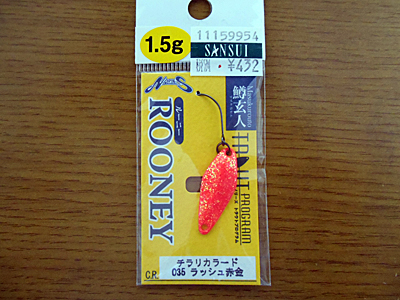 1.5g
11159954
SANSUI
¥432
鱒玄人
TROUT PROGRAM
ROONEY
ルーニー
C.R.
チラリカラード
035 ラッシュ赤金